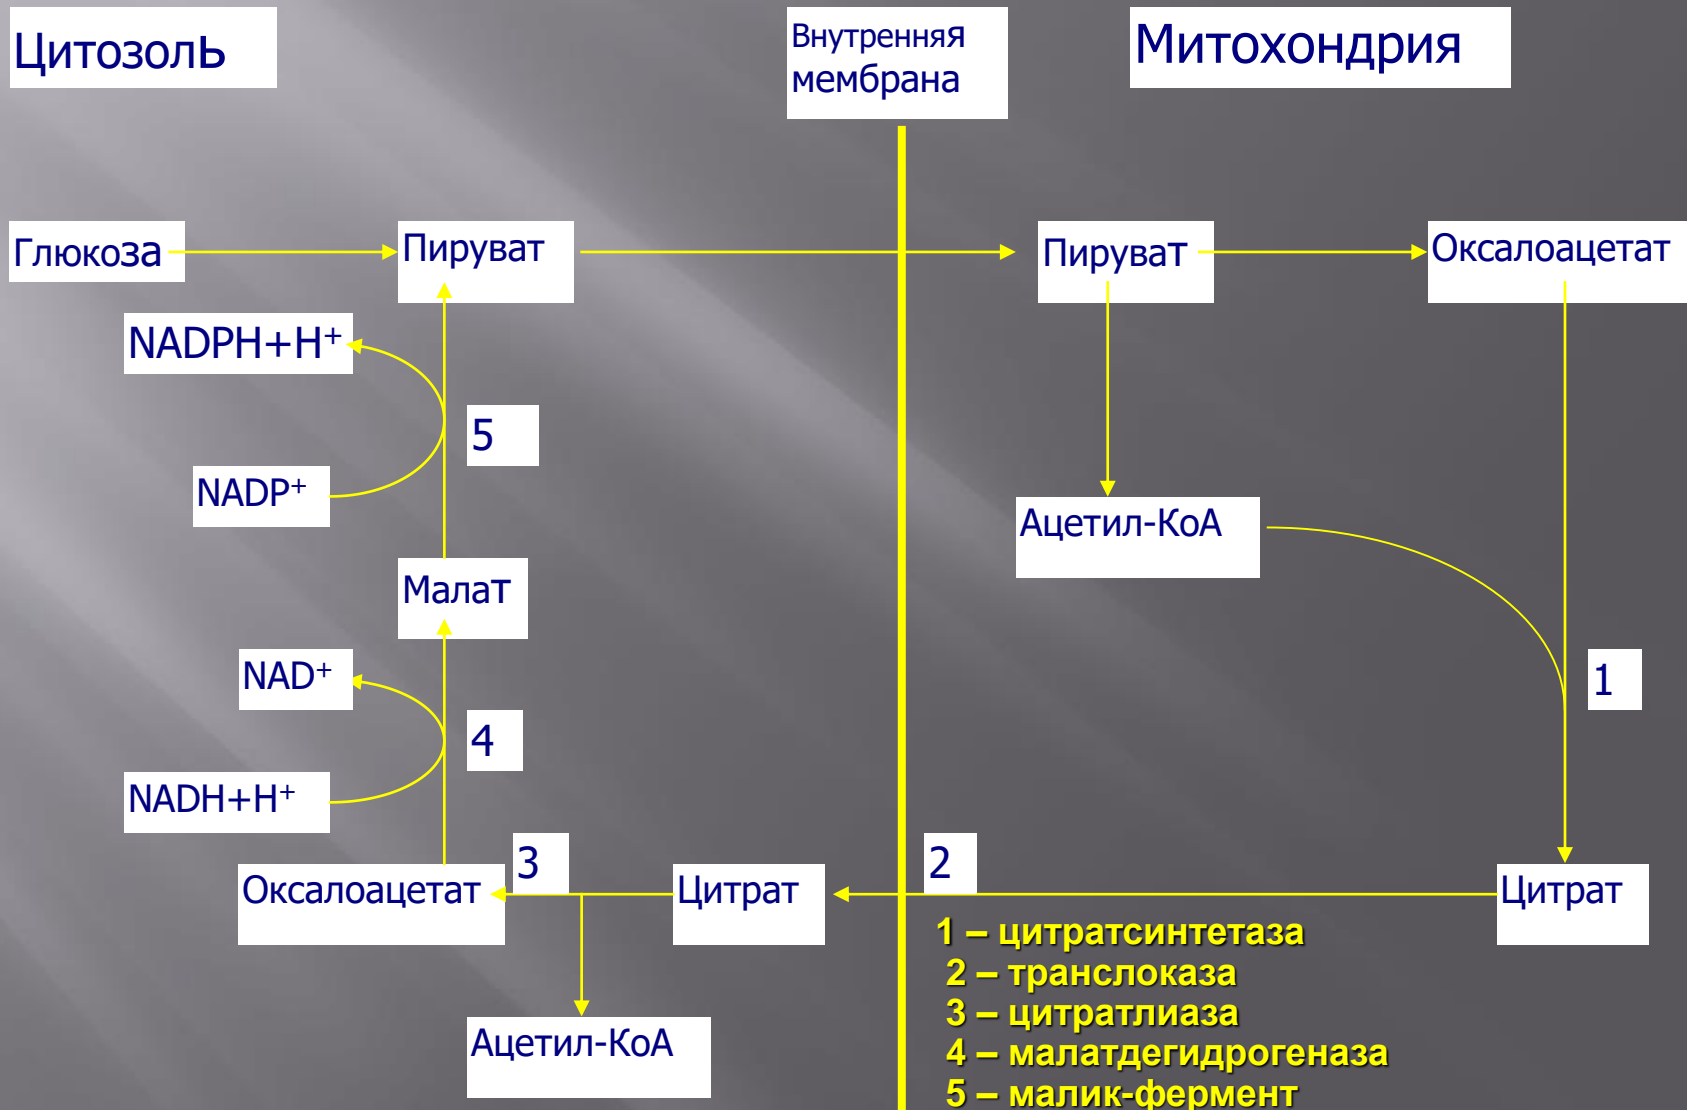 Цитозоль
Внутренняя
мембрана
Митохондрия
Глюкоза
Пируват
Пируват
Оксалоацетат
NADPH+H⁺
5
NADP⁺
Ацетил-КоА
Малат
NAD⁺
1
4
NADH+H⁺
Оксалоацетат
3
Цитрат
2
Цитрат
Ацетил-КоА
1 – цитратсинтетаза
2 – транслоказа
3 – цитратлиаза
4 – малатдегидрогеназа
5 – малик-фермент